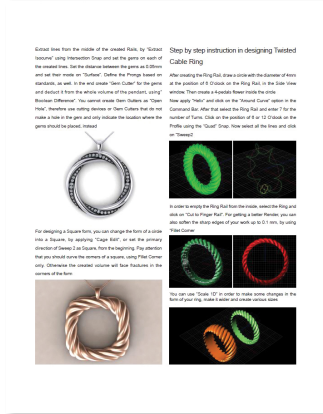 Extract lines from the middle of the created Rails, by "Extract
Isocurve" using Intersection Snap and set the gems on each of
the created lines. Set the distance between the gems as 0.05mm
and set their mode on "Surface". Define the Prongs based on
standards, as well. In the end create "Gem Cutter" for the gems
and deduct it from the whole volume of the pendant, using"
Boolean Difference". You cannot create Gem Cutters as "Open
Hole", therefore use cutting devices or Gem Cutters that do not
make a hole in the gem and only indicate the location where the
gems should be placed, instead
For designing a Square form, you can change the form of a circle
into a Square, by applying "Cage Edit", or set the primary
direction of Sweep 2 as Square, from the beginning. Pay attention
that you should curve the corners of a square, using Fillet Corner
only. Otherwise the created volume will face fractures in the
corners of the form
Step by step instruction in designing Twisted
Cable Ring
After creating the Ring Rail, draw a circle with the diameter of 4mm
at the position of 6 O'clock on the Ring Rail, in the Side View
window. Then create a 4-pedals flower inside the circle
Now apply "Helix" and click on the "Around Curve" option in the
Command Bar. After that select the Ring Rail and enter 7 for the
number of Turns. Click on the position of 6 or 12 O'clock on the
Profile using the "Quad" Snap. Now select all the lines and click
on "Sweep2
In order to empty the Ring Rail from the inside, select the Ring and
click on "Cut to Finger Rail". For getting a better Render, you can
also soften the sharp edges of your work up to 0.1 mm, by using
"Fillet Corner
You can use "Scale 1D" in order to make some changes in the
form of your ring, make it wider and create various sizes